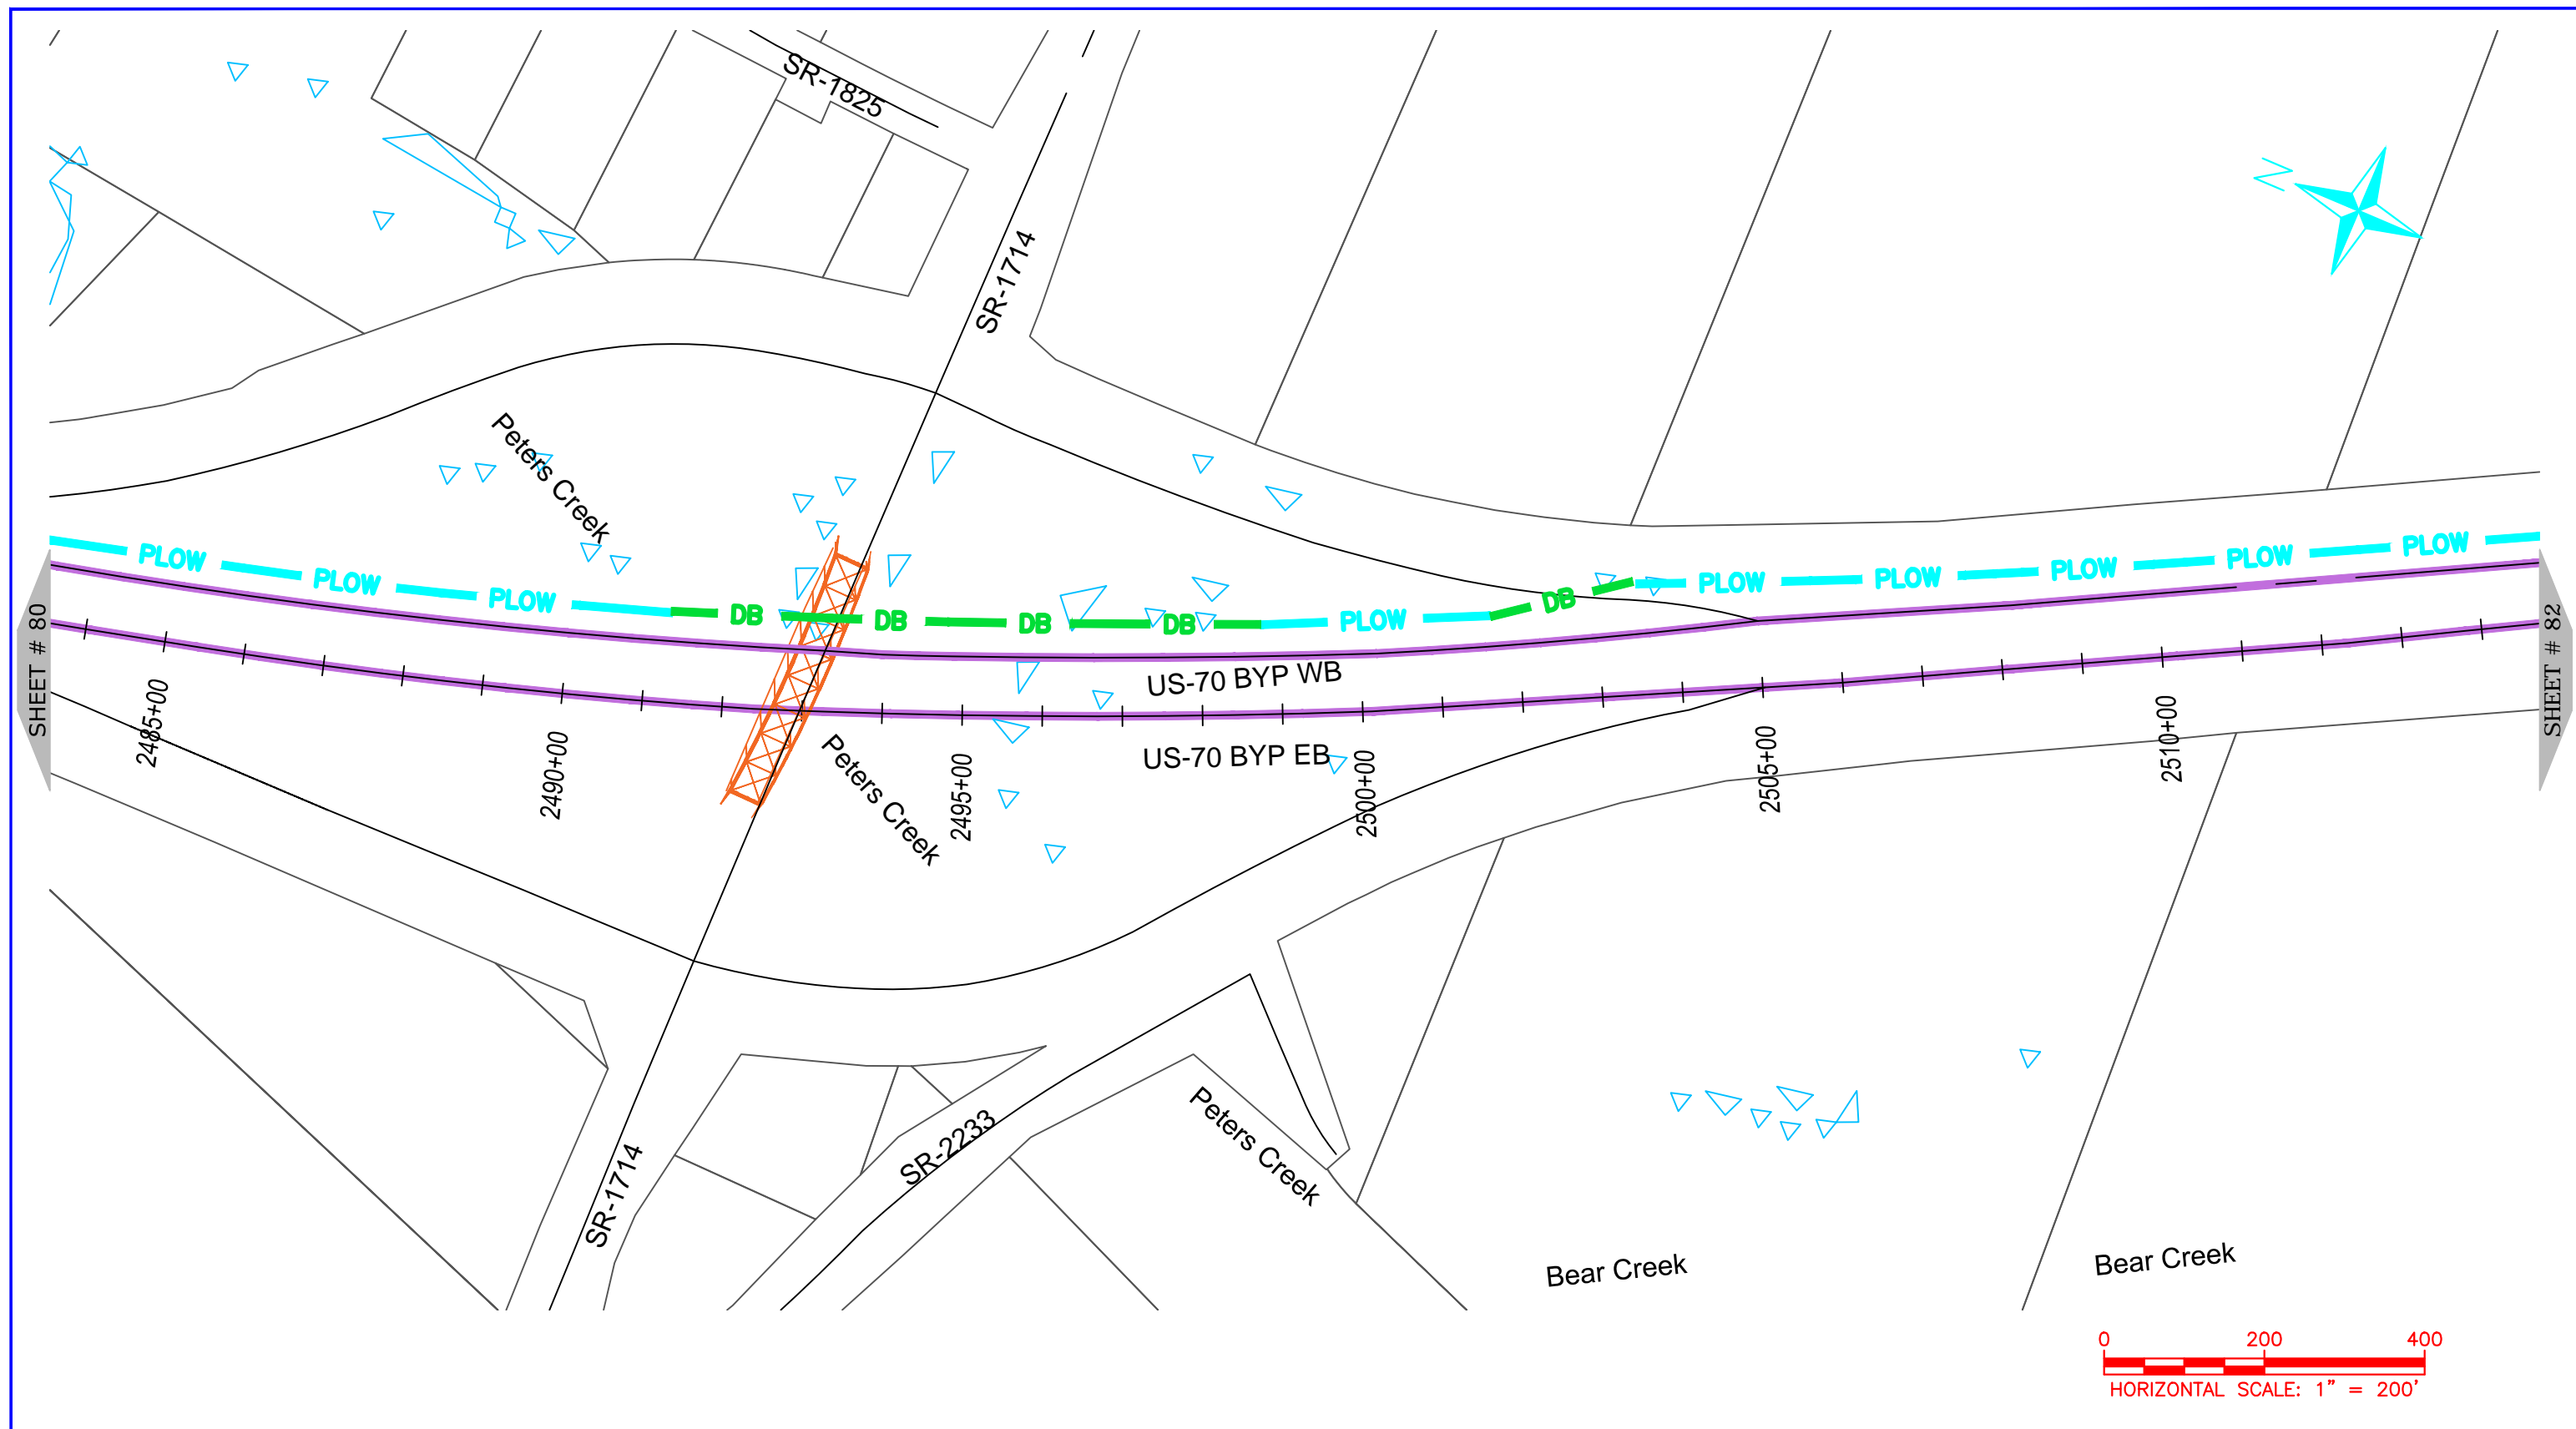 SR-1825
N
SR-1714
Peters Creek
PLOW
PLOW
PLOW
DB
DB
DB
DB
PLOW
DB
PLOW
PLOW
PLOW
PLOW
PLOW
SHEET # 80
SHEET # 82
US-70 BYP WB
US-70 BYP EB
2485+00
2490+00
2495+00
2500+00
2505+00
2510+00
Peters Creek
SR-1714
SR-2233
Peters Creek
Bear Creek
Bear Creek
0 200 400
HORIZONTAL SCALE: 1" = 200'